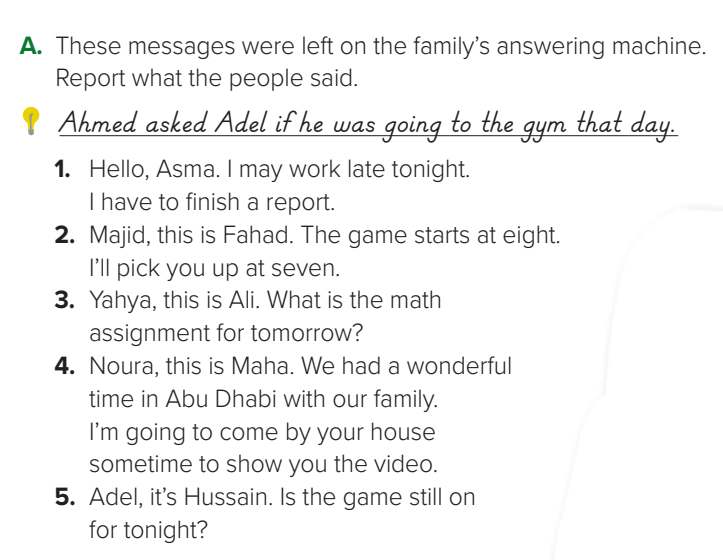 A. These messages were left on the family’s answering machine.
Report what the people said.
Ahmed asked Adel if he was going to the gym that day.
1. Hello, Asma. I may work late tonight.
I have to finish a report.
2. Majid, this is Fahad. The game starts at eight.
I’ll pick you up at seven.
3. Yahya, this is Ali. What is the math
assignment for tomorrow?
4. Noura, this is Maha. We had a wonderful
time in Abu Dhabi with our family.
I’m going to come by your house
sometime to show you the video.
5. Adel, it’s Hussain. Is the game still on
for tonight?